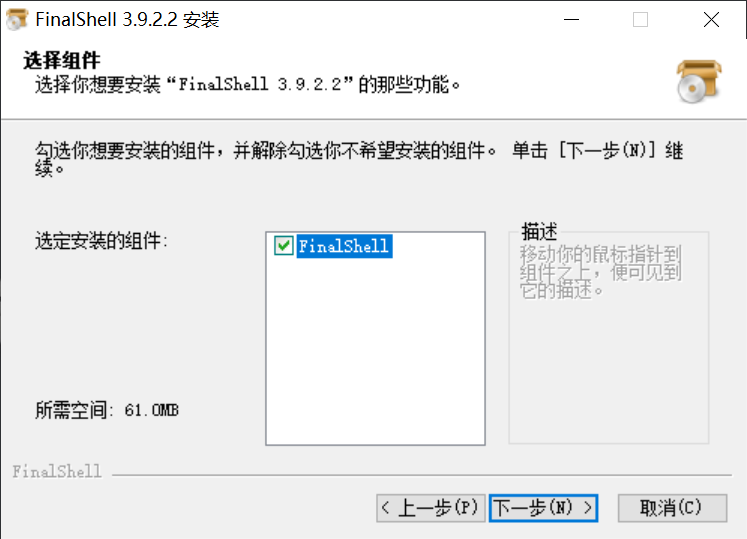 FinalShell 3.9.2.2 安装
选择组件
选择你想要安装“FinalShell 3.9.2.2”的那些功能。
勾选你想要安装的组件，并解除勾选你不希望安装的组件。 单击 [下一步(N)] 继
续。
选定安装的组件:
FinalShell
描述
移动你的鼠标指针到
组件之上，便可见到
它的描述。
所需空间: 61.0MB
FinalShell
< 上一步(P)
下一步(N) >
取消(C)